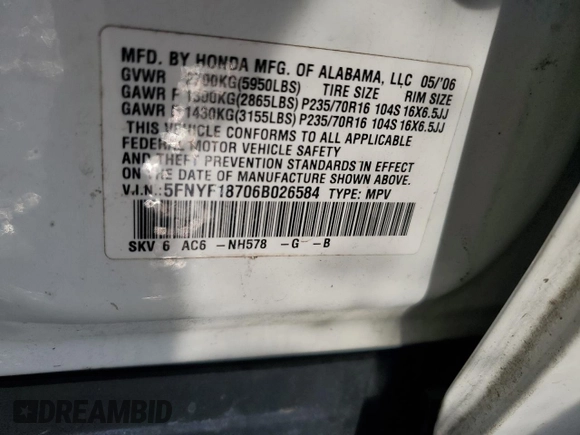 MFD. BY HONDA MFG. OF ALABAMA, LLC 05/'06
GVWR 2700KG(5950LBS) TIRE SIZE RIM SIZE
GAWR F 1300KG(2865LBS) P235/70R16 104S 16X6.5JJ
GAWR R 1430KG(3155LBS) P235/70R16 104S 16X6.5JJ
THIS VEHICLE CONFORMS TO ALL APPLICABLE
FEDERAL MOTOR VEHICLE SAFETY
AND THEFT PREVENTION STANDARDS IN EFFECT
ON THE DATE OF MANUFACTURE SHOWN ABOVE.
V.I.N.: 5FNYF18706B026584 TYPE: MPV
SKV 6 AC6 -NH578 -G -B
DREAMBID